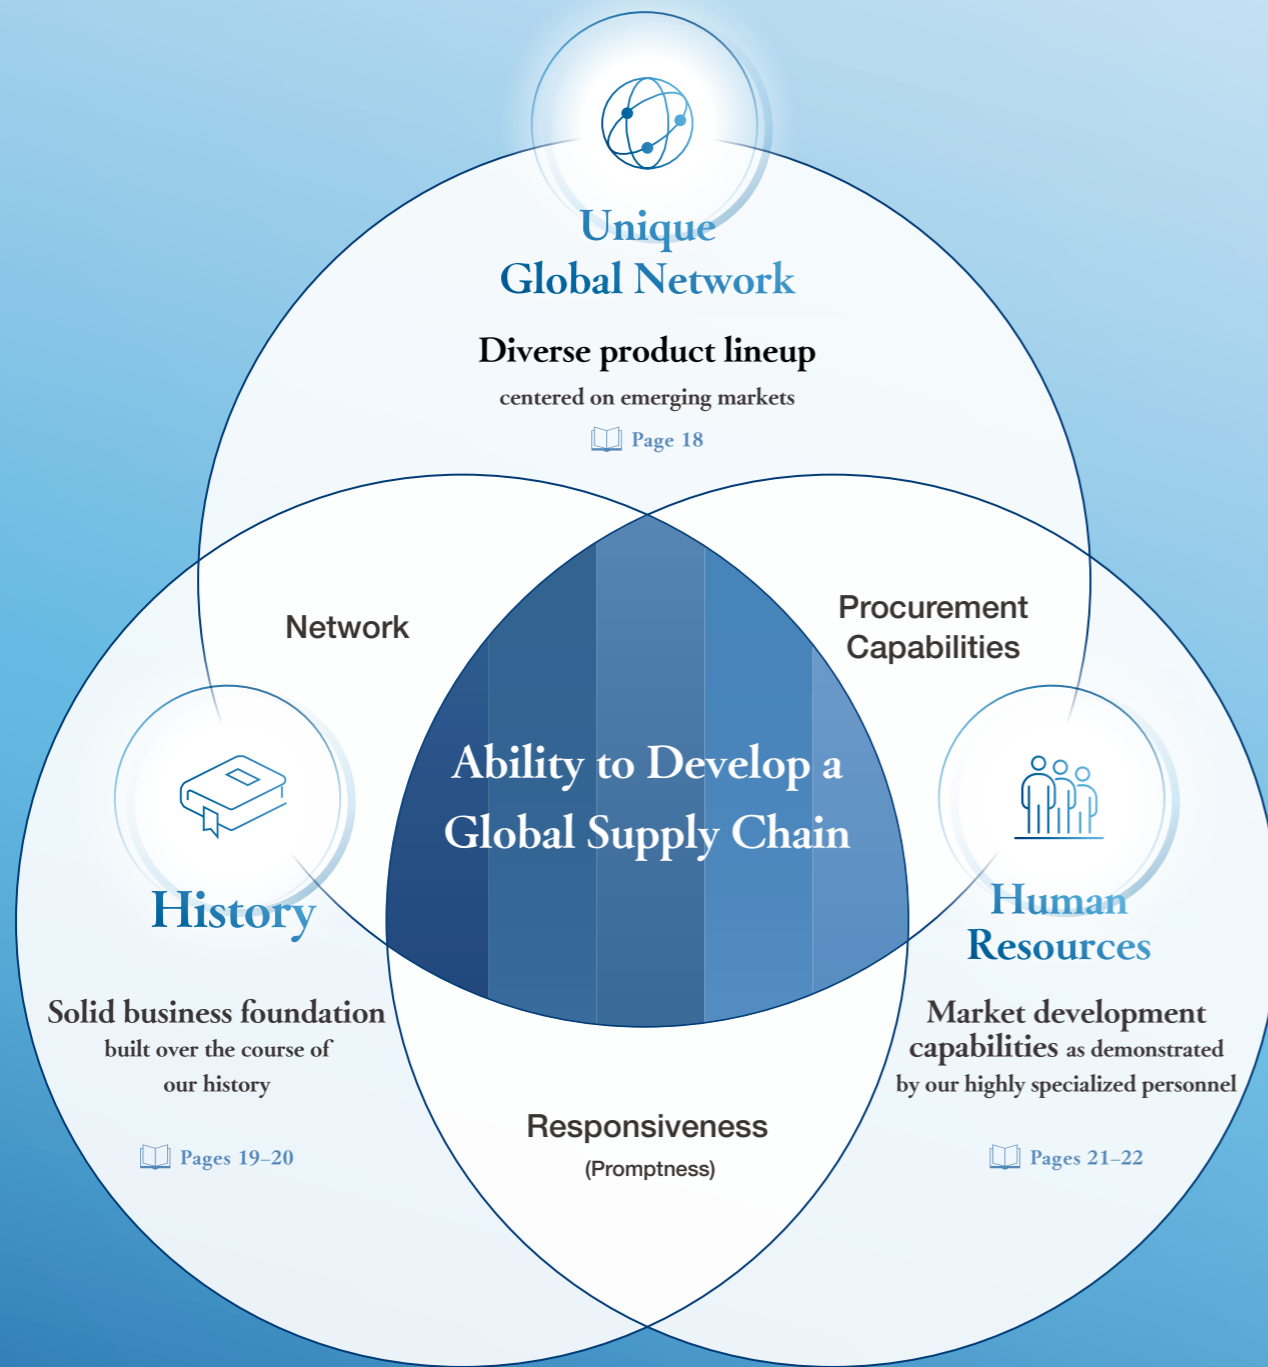 Unique
Global Network
Diverse product lineup
centered on emerging markets
Page 18
Network
Procurement
Capabilities
Ability to Develop a
Global Supply Chain
History
Solid business foundation
built over the course of
our history
Pages 19–20
Human
Resources
Market development
capabilities as demonstrated
by our highly specialized personnel
Pages 21–22
Responsiveness
(Promptness)